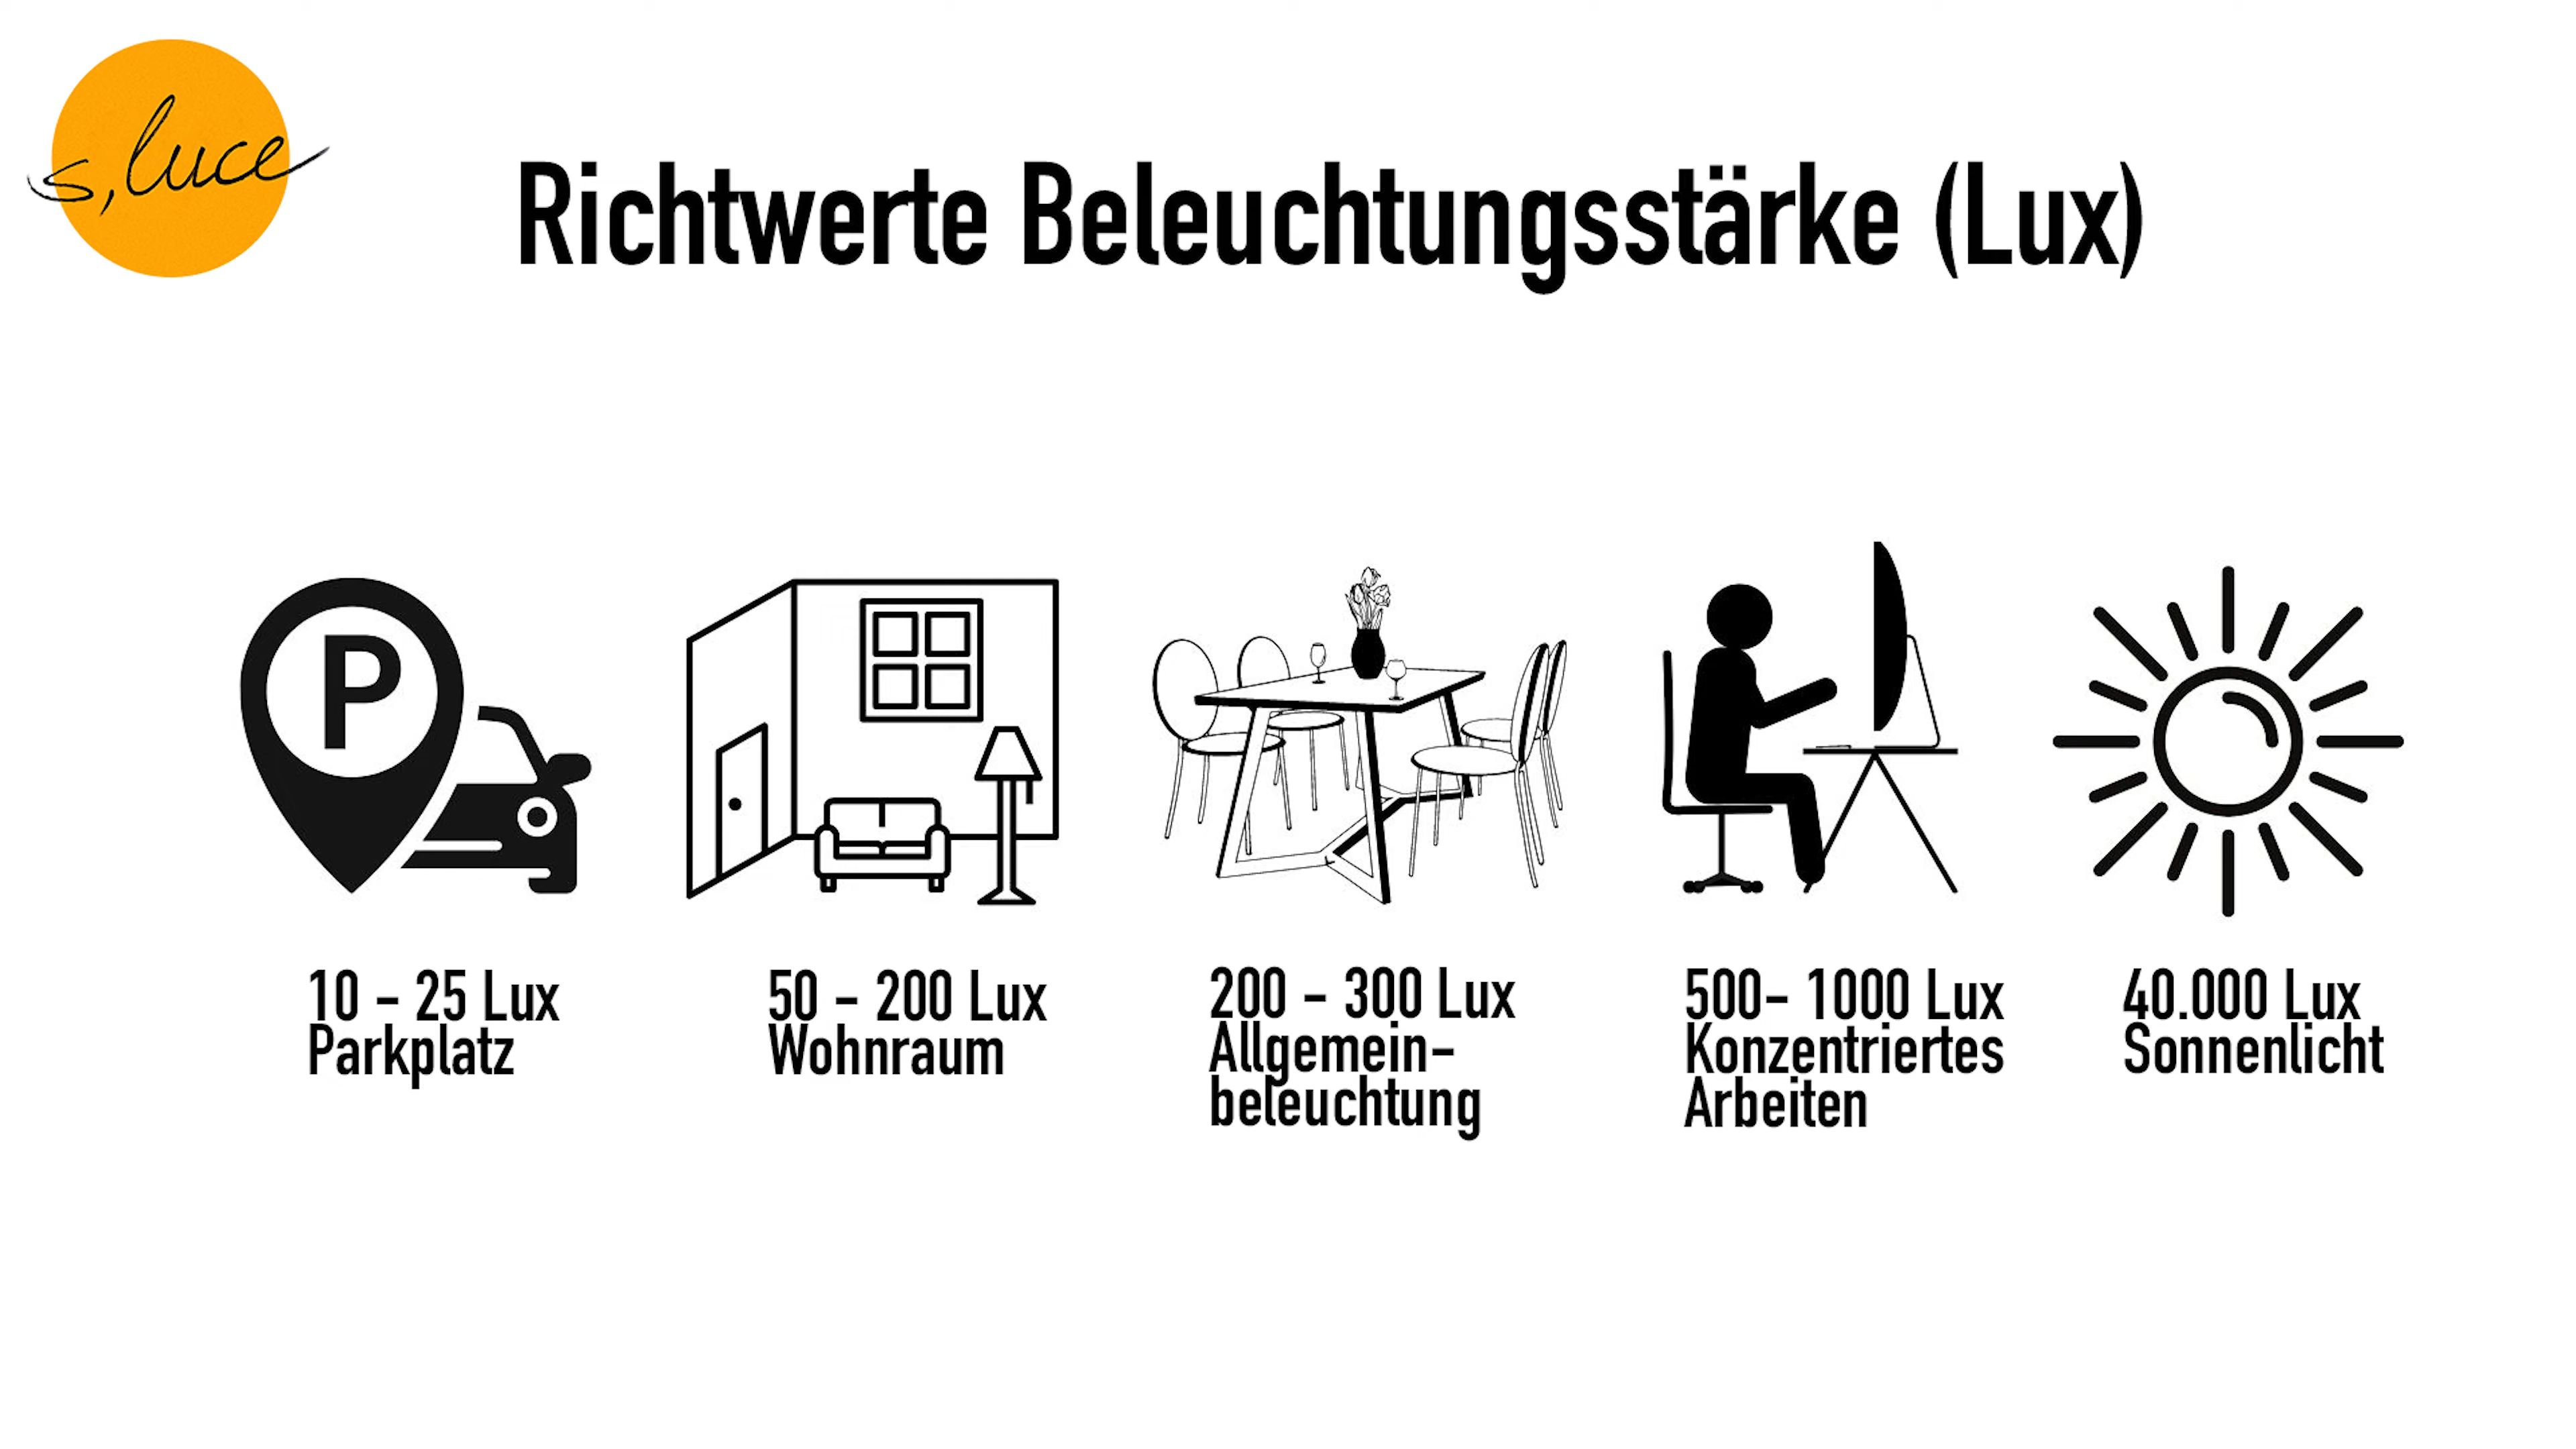 s,luce
Richtwerte Beleuchtungsstärke (Lux)
P
10 - 25 Lux
Parkplatz
50 - 200 Lux
Wohnraum
200 - 300 Lux
Allgemein-
beleuchtung
500- 1000 Lux
Konzentriertes
Arbeiten
40.000 Lux
Sonnenlicht